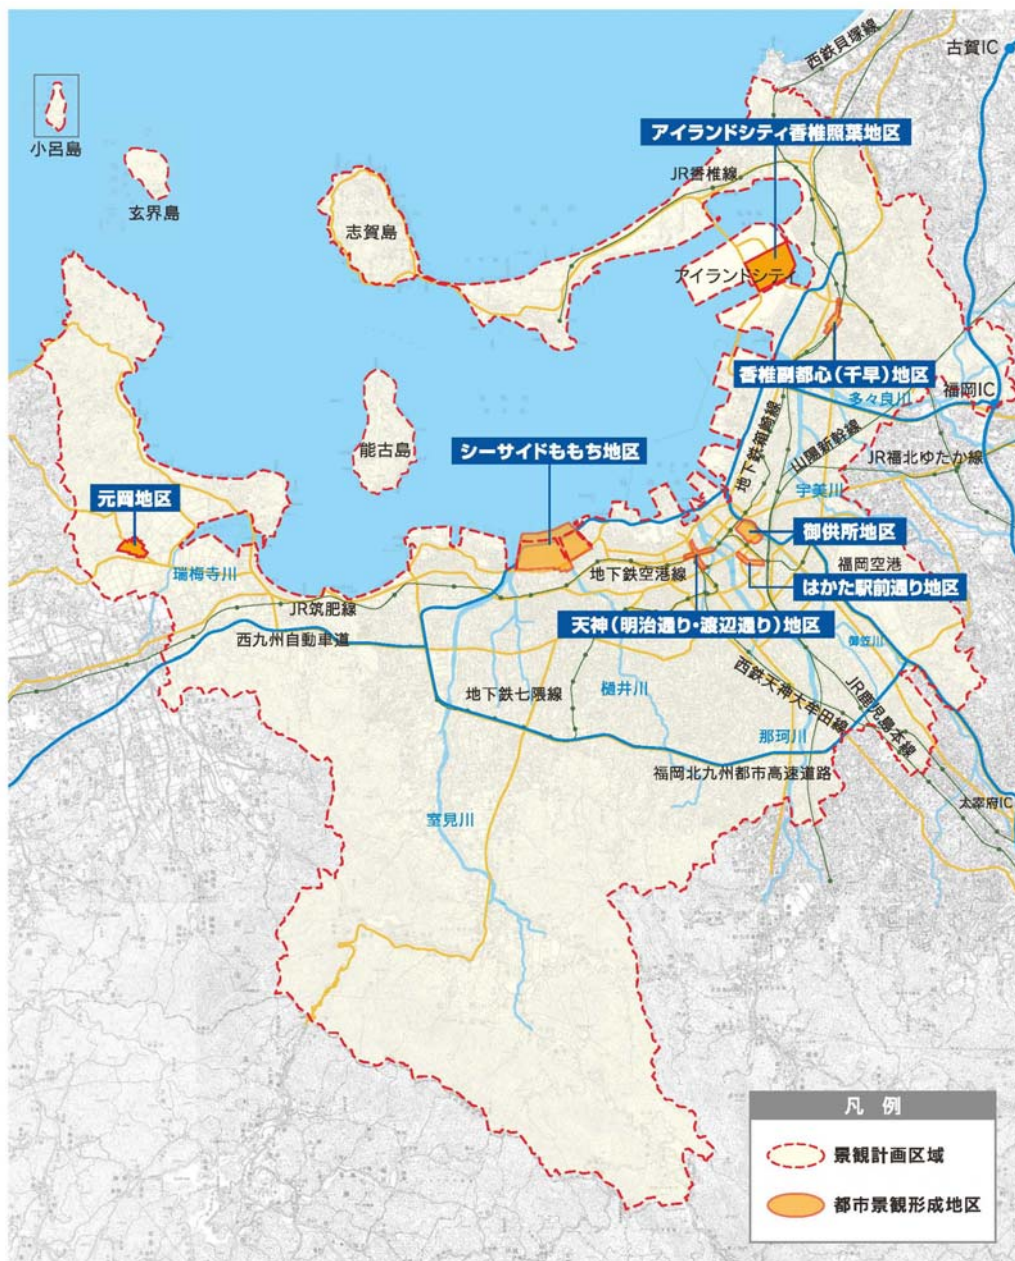 西鉄貝塚線
古賀IC
アイランドシティ香椎照葉地区
小呂島
JR香椎線
玄界島
志賀島
アイランドシティ
香椎副都心(千早)地区
福岡IC
多々良川
能古島
シーサイドももち地区
地下鉄箱崎線
山陽新幹線
JR福北ゆたか線
元岡地区
宇美川
御供所地区
瑞梅寺川
地下鉄空港線
福岡空港
はかた駅前通り地区
JR筑肥線
天神(明治通り・渡辺通り)地区
西九州自動車道
御笠川
地下鉄七隈線
樋井川
西鉄天神大牟田線
JR鹿児島本線
那珂川
福岡北九州都市高速道路
太宰府IC
室見川
凡 例
景観計画区域
都市景観形成地区